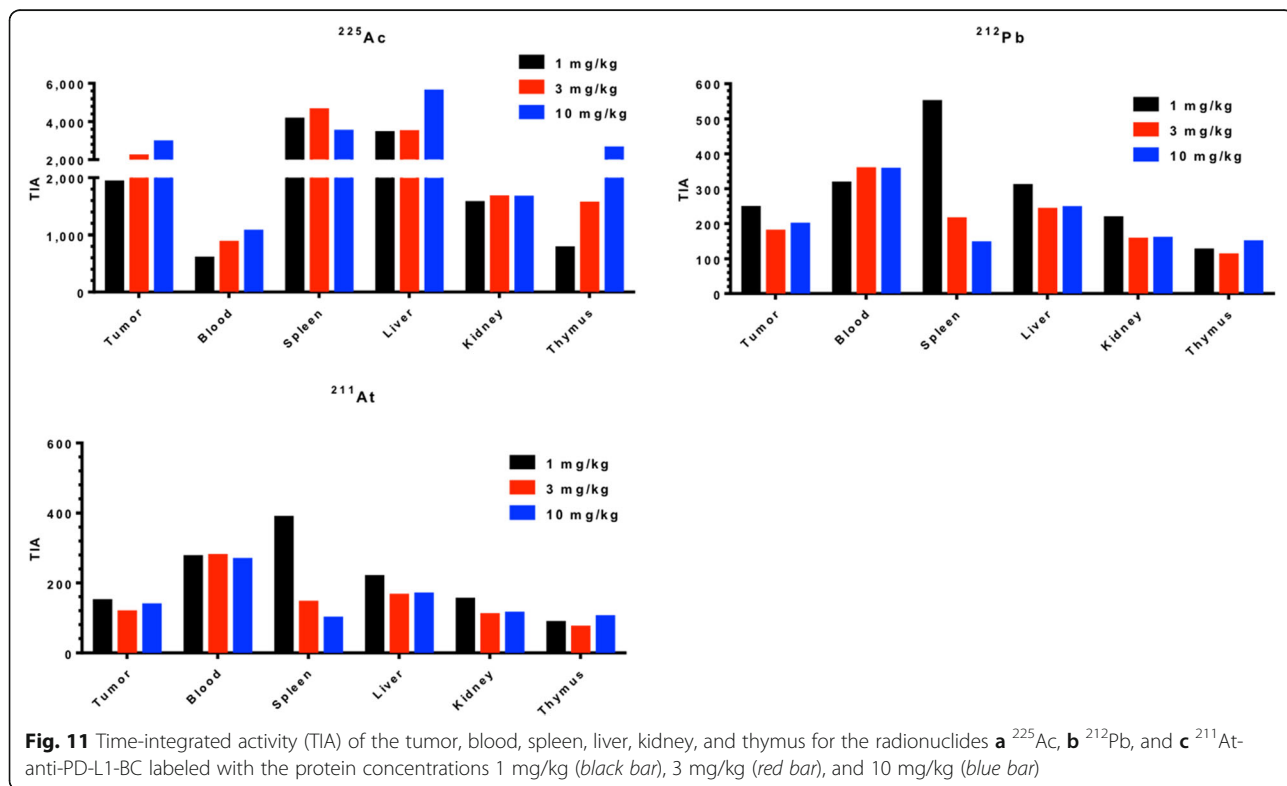 ²²⁵Ac
1 mg/kg
3 mg/kg
10 mg/kg
6,000
4,000
2,000
2,000
1,000
0
TIA
Tumor
Blood
Spleen
Liver
Kidney
Thymus
²¹²Pb
1 mg/kg
3 mg/kg
10 mg/kg
600
500
400
300
200
100
0
TIA
Tumor
Blood
Spleen
Liver
Kidney
Thymus
²¹¹At
1 mg/kg
3 mg/kg
10 mg/kg
600
400
200
0
TIA
Tumor
Blood
Spleen
Liver
Kidney
Thymus
Fig. 11 Time-integrated activity (TIA) of the tumor, blood, spleen, liver, kidney, and thymus for the radionuclides a ²²⁵Ac, b ²¹²Pb, and c ²¹¹At-
anti-PD-L1-BC labeled with the protein concentrations 1 mg/kg (black bar), 3 mg/kg (red bar), and 10 mg/kg (blue bar)